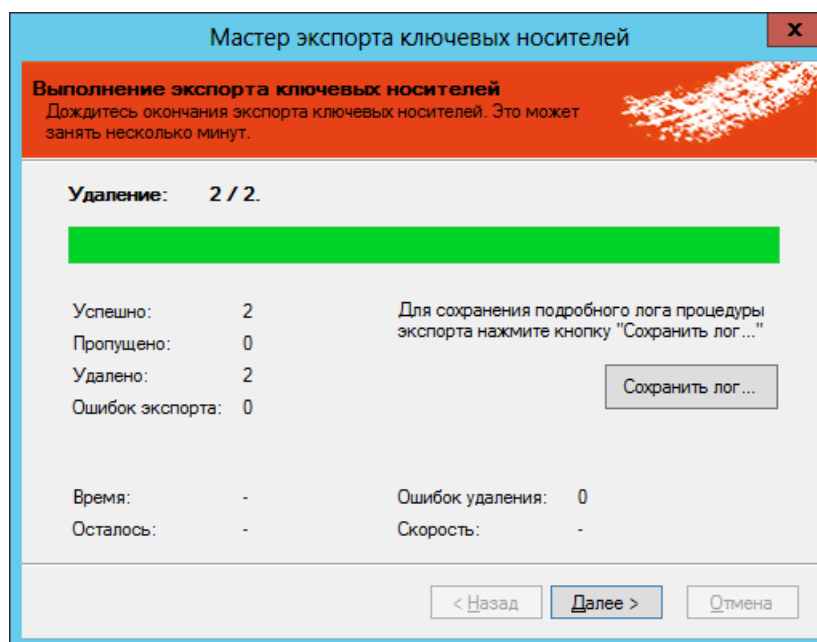 Мастер экспорта ключевых носителей
x
Выполнение экспорта ключевых носителей
Дождитесь окончания экспорта ключевых носителей. Это может
занять несколько минут.
Удаление: 2 / 2.
Успешно: 2
Пропущено: 0
Удалено: 2
Ошибок экспорта: 0
Для сохранения подробного лога процедуры
экспорта нажмите кнопку "Сохранить лог..."
Сохранить лог...
Время: -
Ошибок удаления: 0
Осталось: -
Скорость: -
< Назад
Далее >
Отмена